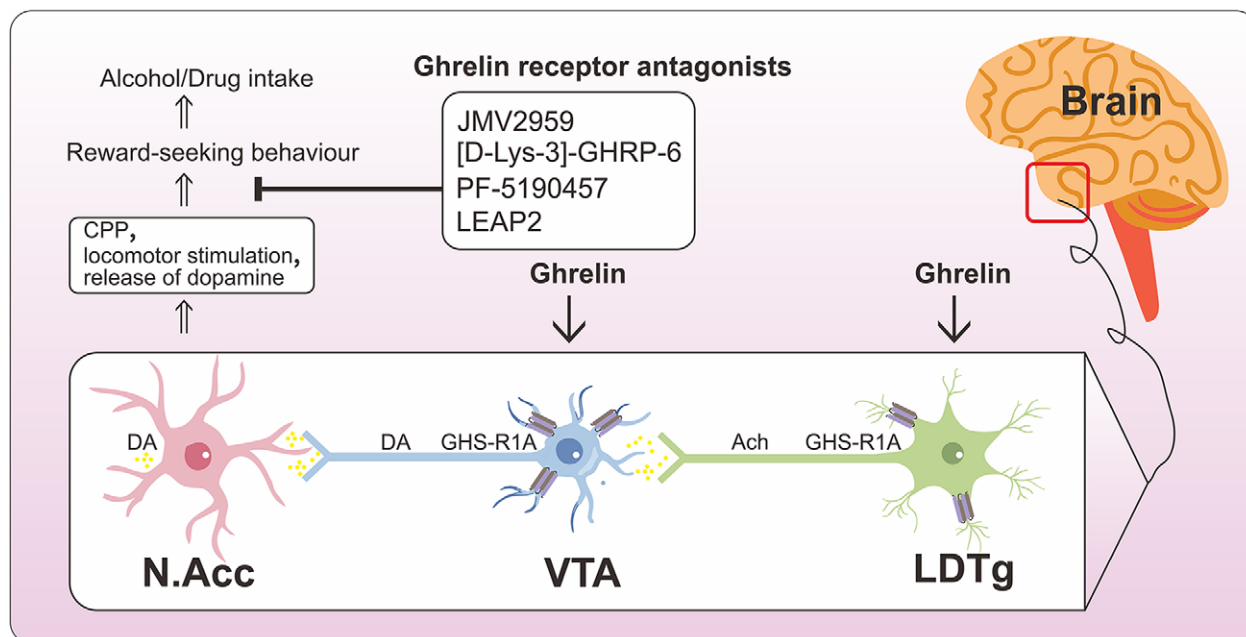 Alcohol/Drug intake
Reward-seeking behaviour
CPP,
locomotor stimulation,
release of dopamine
Ghrelin receptor antagonists
JMV2959
[D-Lys-3]-GHRP-6
PF-5190457
LEAP2
Brain
Ghrelin
Ghrelin
DA
DA
GHS-R1A
Ach
GHS-R1A
N.Acc
VTA
LDTg